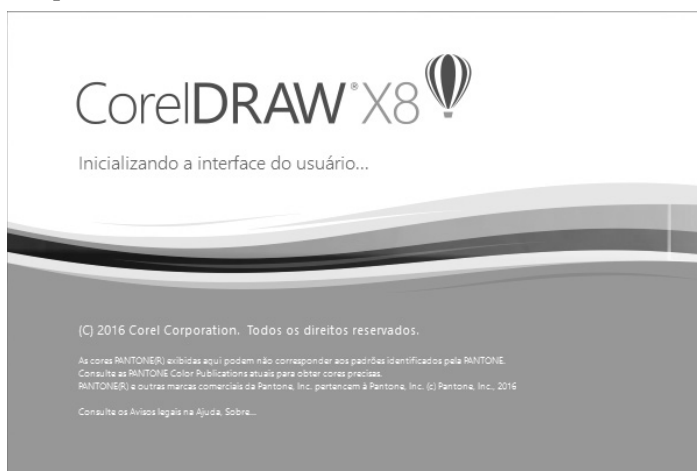 CorelDRAW® X8
Inicializando a interface do usuário...
(C) 2016 Corel Corporation. Todos os direitos reservados.
As cores PANTONE(R) exibidas aqui podem não corresponder aos padrões identificados pela PANTONE.
Consulte as PANTONE Color Publications atuais para obter cores precisas.
PANTONE(R) e outras marcas comerciais da Pantone, Inc. pertencem à Pantone, Inc. (c) Pantone, Inc., 2016
Consulte os Avisos legais na Ajuda, Sobre...